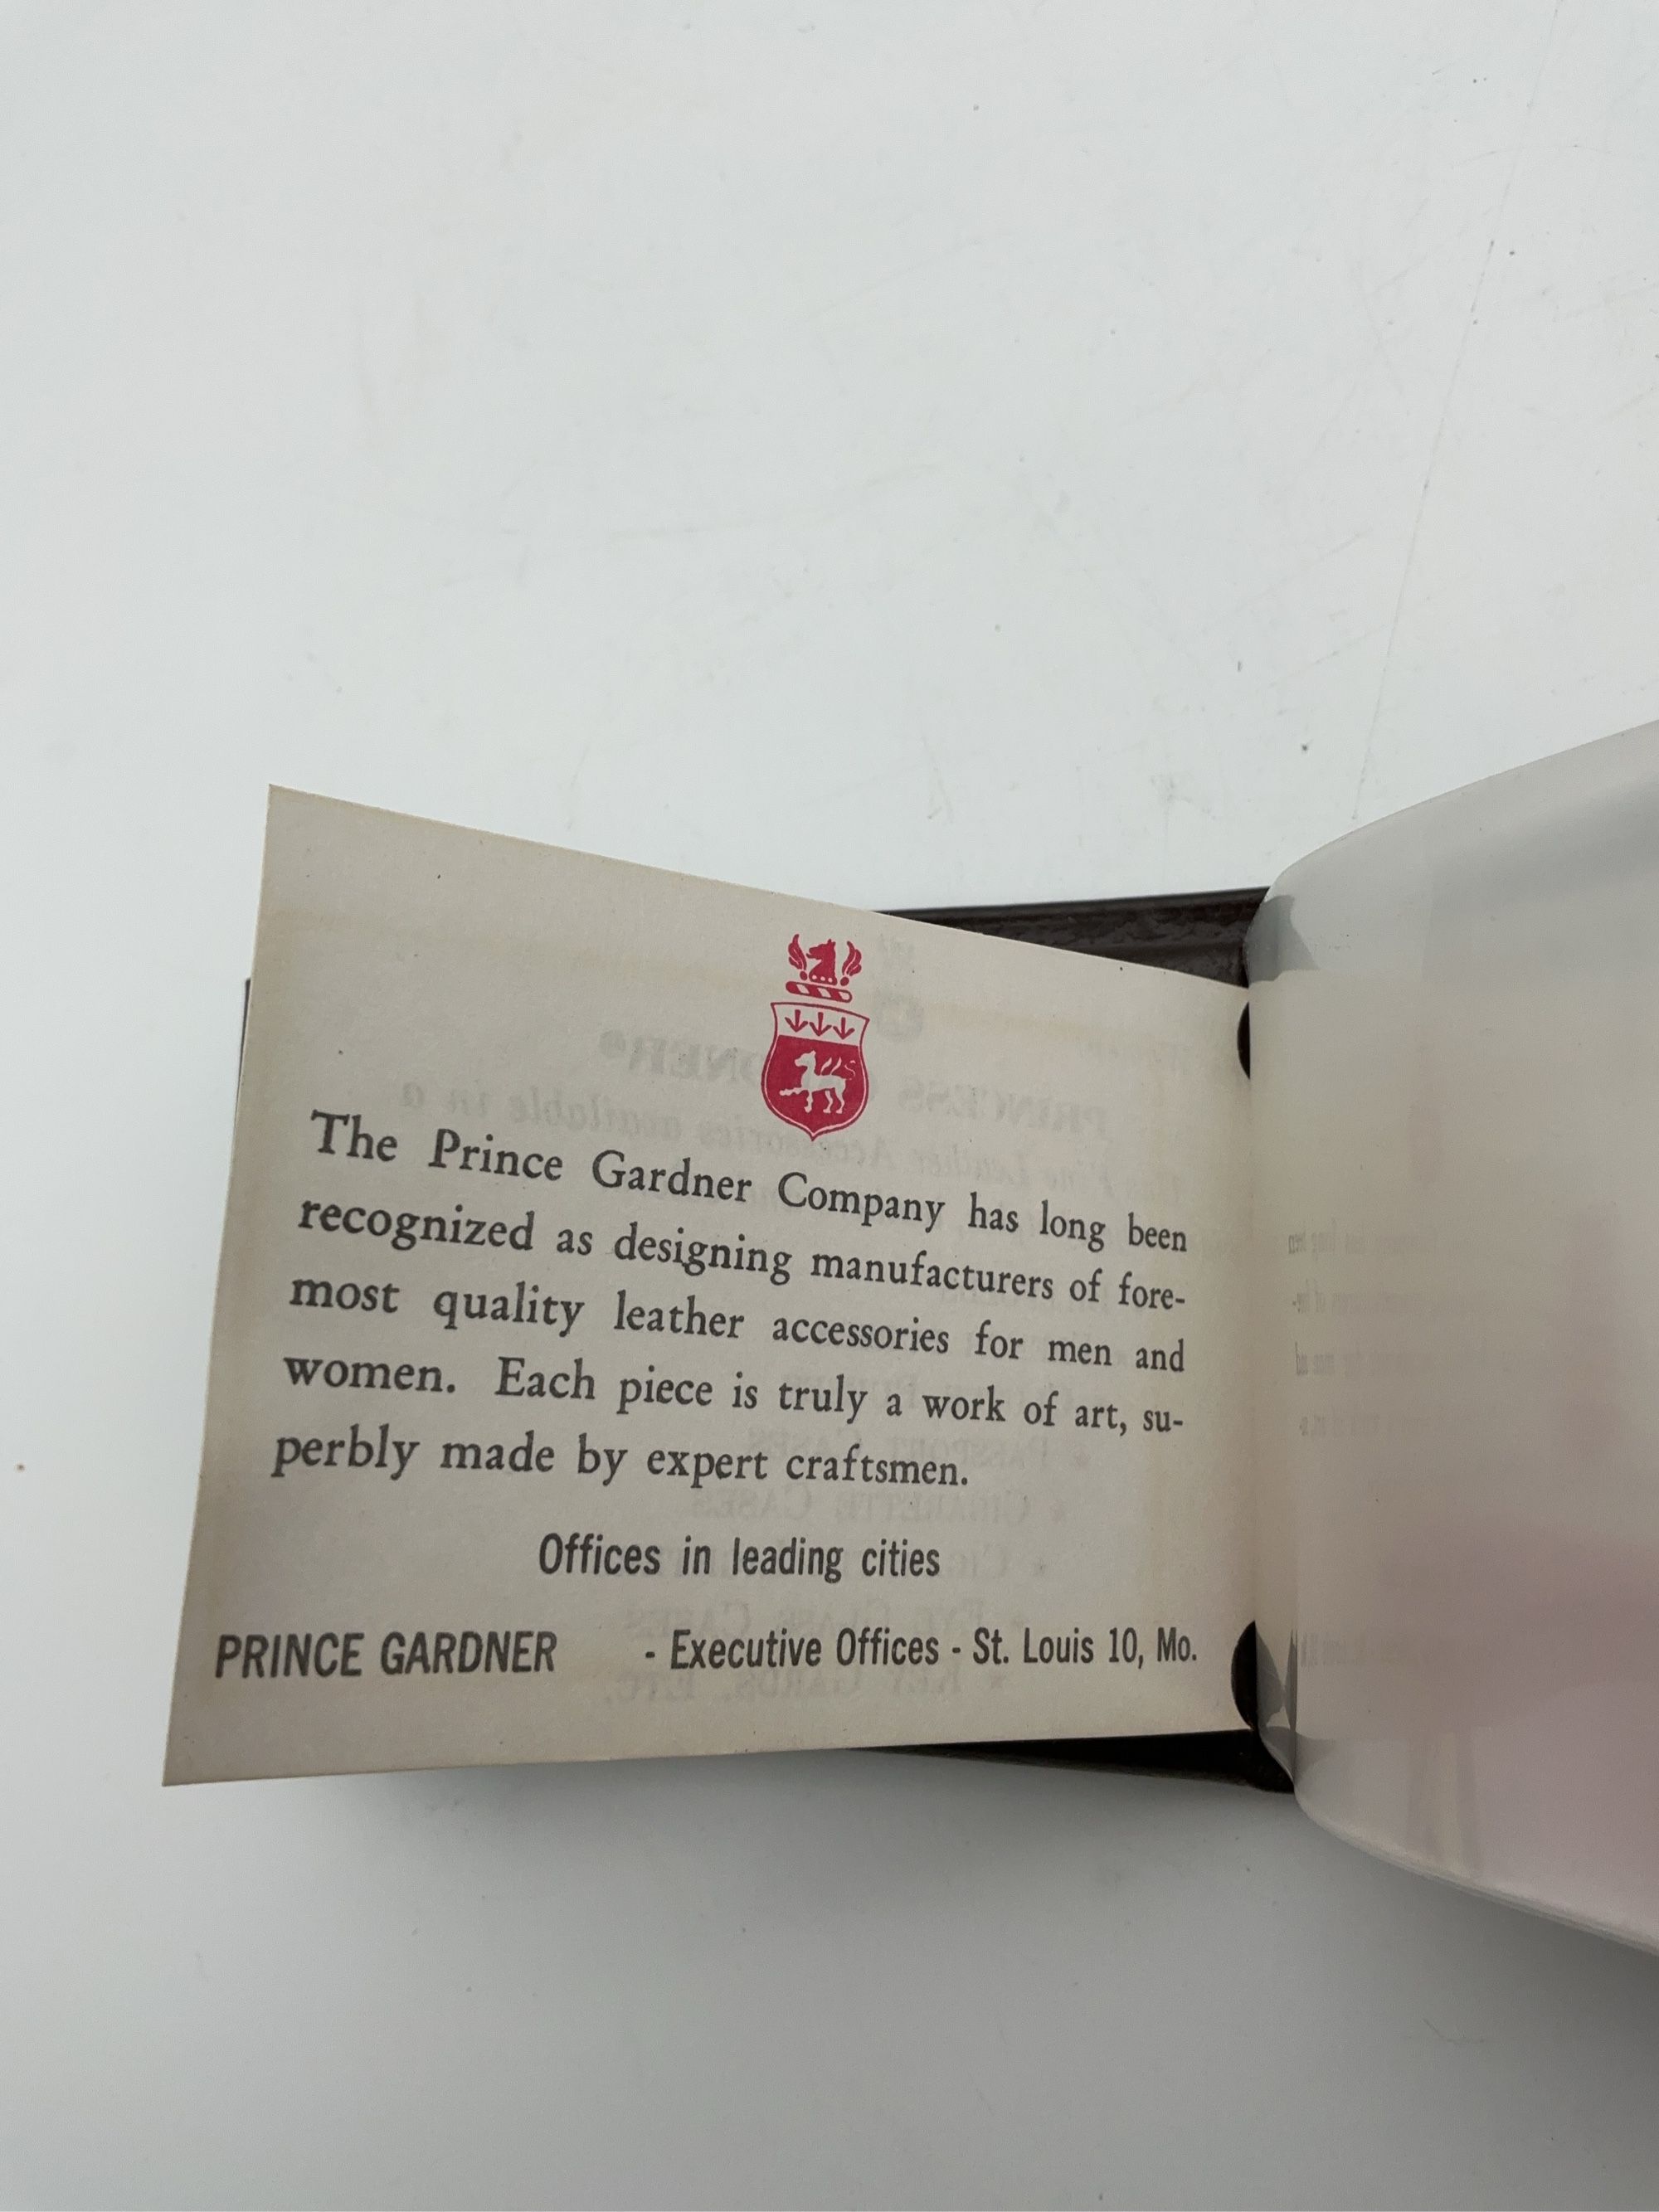 The Prince Gardner Company has long been
recognized as designing manufacturers of fore-
most quality leather accessories for men and
women. Each piece is truly a work of art, su-
perbly made by expert craftsmen.
Offices in leading cities
PRINCE GARDNER - Executive Offices - St. Louis 10, Mo.